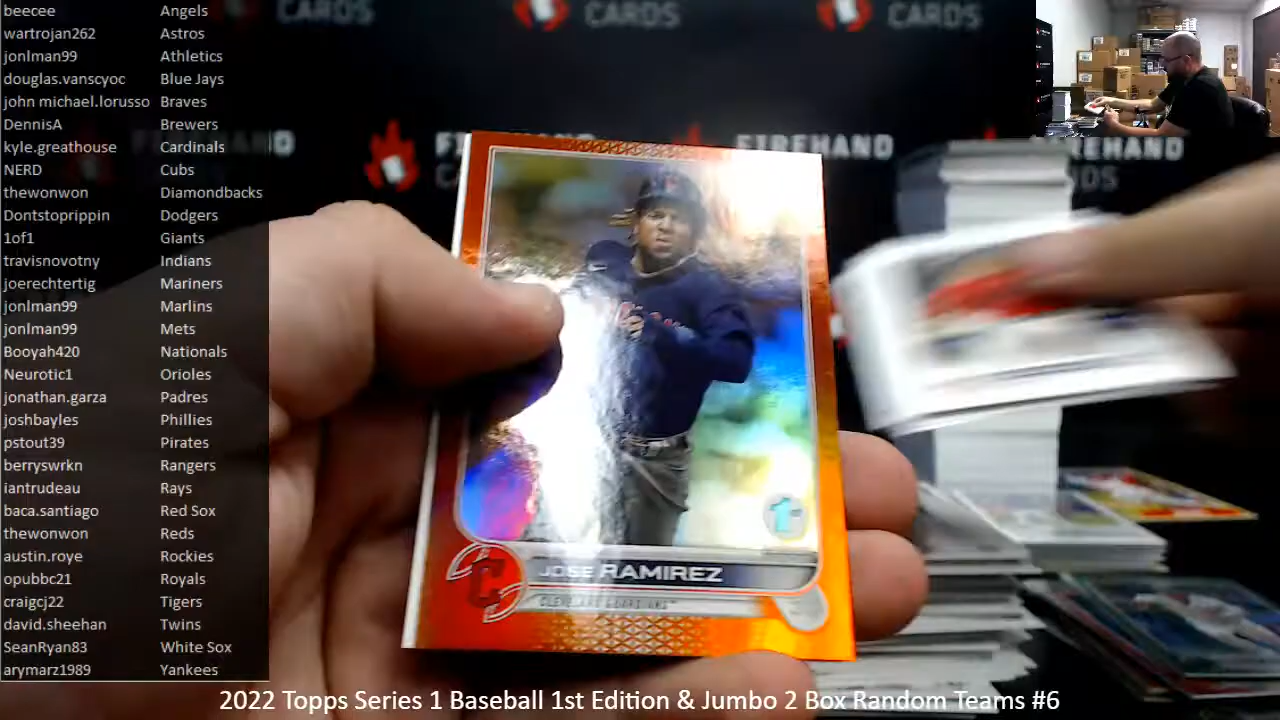 beecee Angels
wartrojan262 Astros
jonlman99 Athletics
douglas.vanscyoc Blue Jays
john michael.lorusso Braves
DennisA Brewers
kyle.greathouse Cardinals
NERD Cubs
thewonwon Diamondbacks
Dontstoprippin Dodgers
1of1 Giants
travisnovotny Indians
joerechtertig Mariners
jonlman99 Marlins
jonlman99 Mets
Booyah420 Nationals
Neurotic1 Orioles
jonathan.garza Padres
joshbayles Phillies
pstout39 Pirates
berryswrkn Rangers
iantrudeau Rays
baca.santiago Red Sox
thewonwon Reds
austin.roye Rockies
opubbc21 Royals
craigcj22 Tigers
david.sheehan Twins
SeanRyan83 White Sox
arymarz1989 Yankees
CARDS CARDS CARDS
FIREHAND
JOSE RAMIREZ
CLEVELAND GUARDIANS™
1st
C
2022 Topps Series 1 Baseball 1st Edition & Jumbo 2 Box Random Teams #6